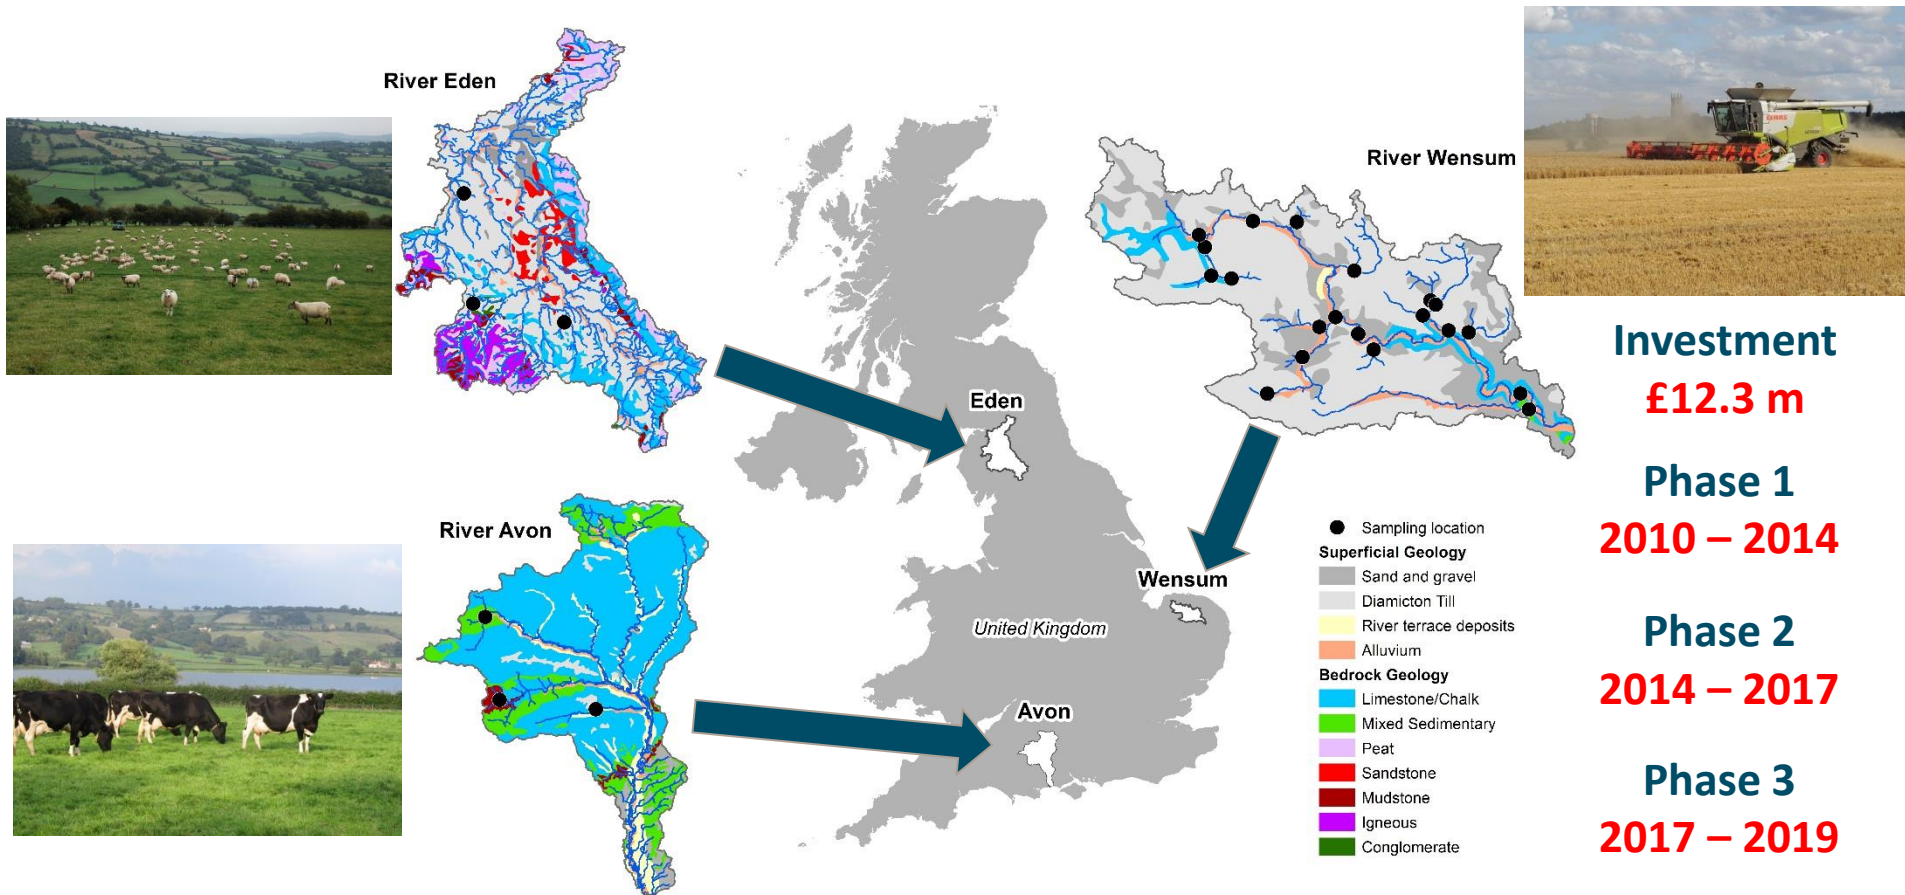 River Eden
River Wensum
CLAAS
Investment
£12.3 m
Eden
Phase 1
2010 – 2014
River Avon
Sampling location
Superficial Geology
Sand and gravel
Diamicton Till
River terrace deposits
Alluvium
Bedrock Geology
Limestone/Chalk
Mixed Sedimentary
Peat
Sandstone
Mudstone
Igneous
Conglomerate
Wensum
United Kingdom
Avon
Phase 2
2014 – 2017
Phase 3
2017 – 2019